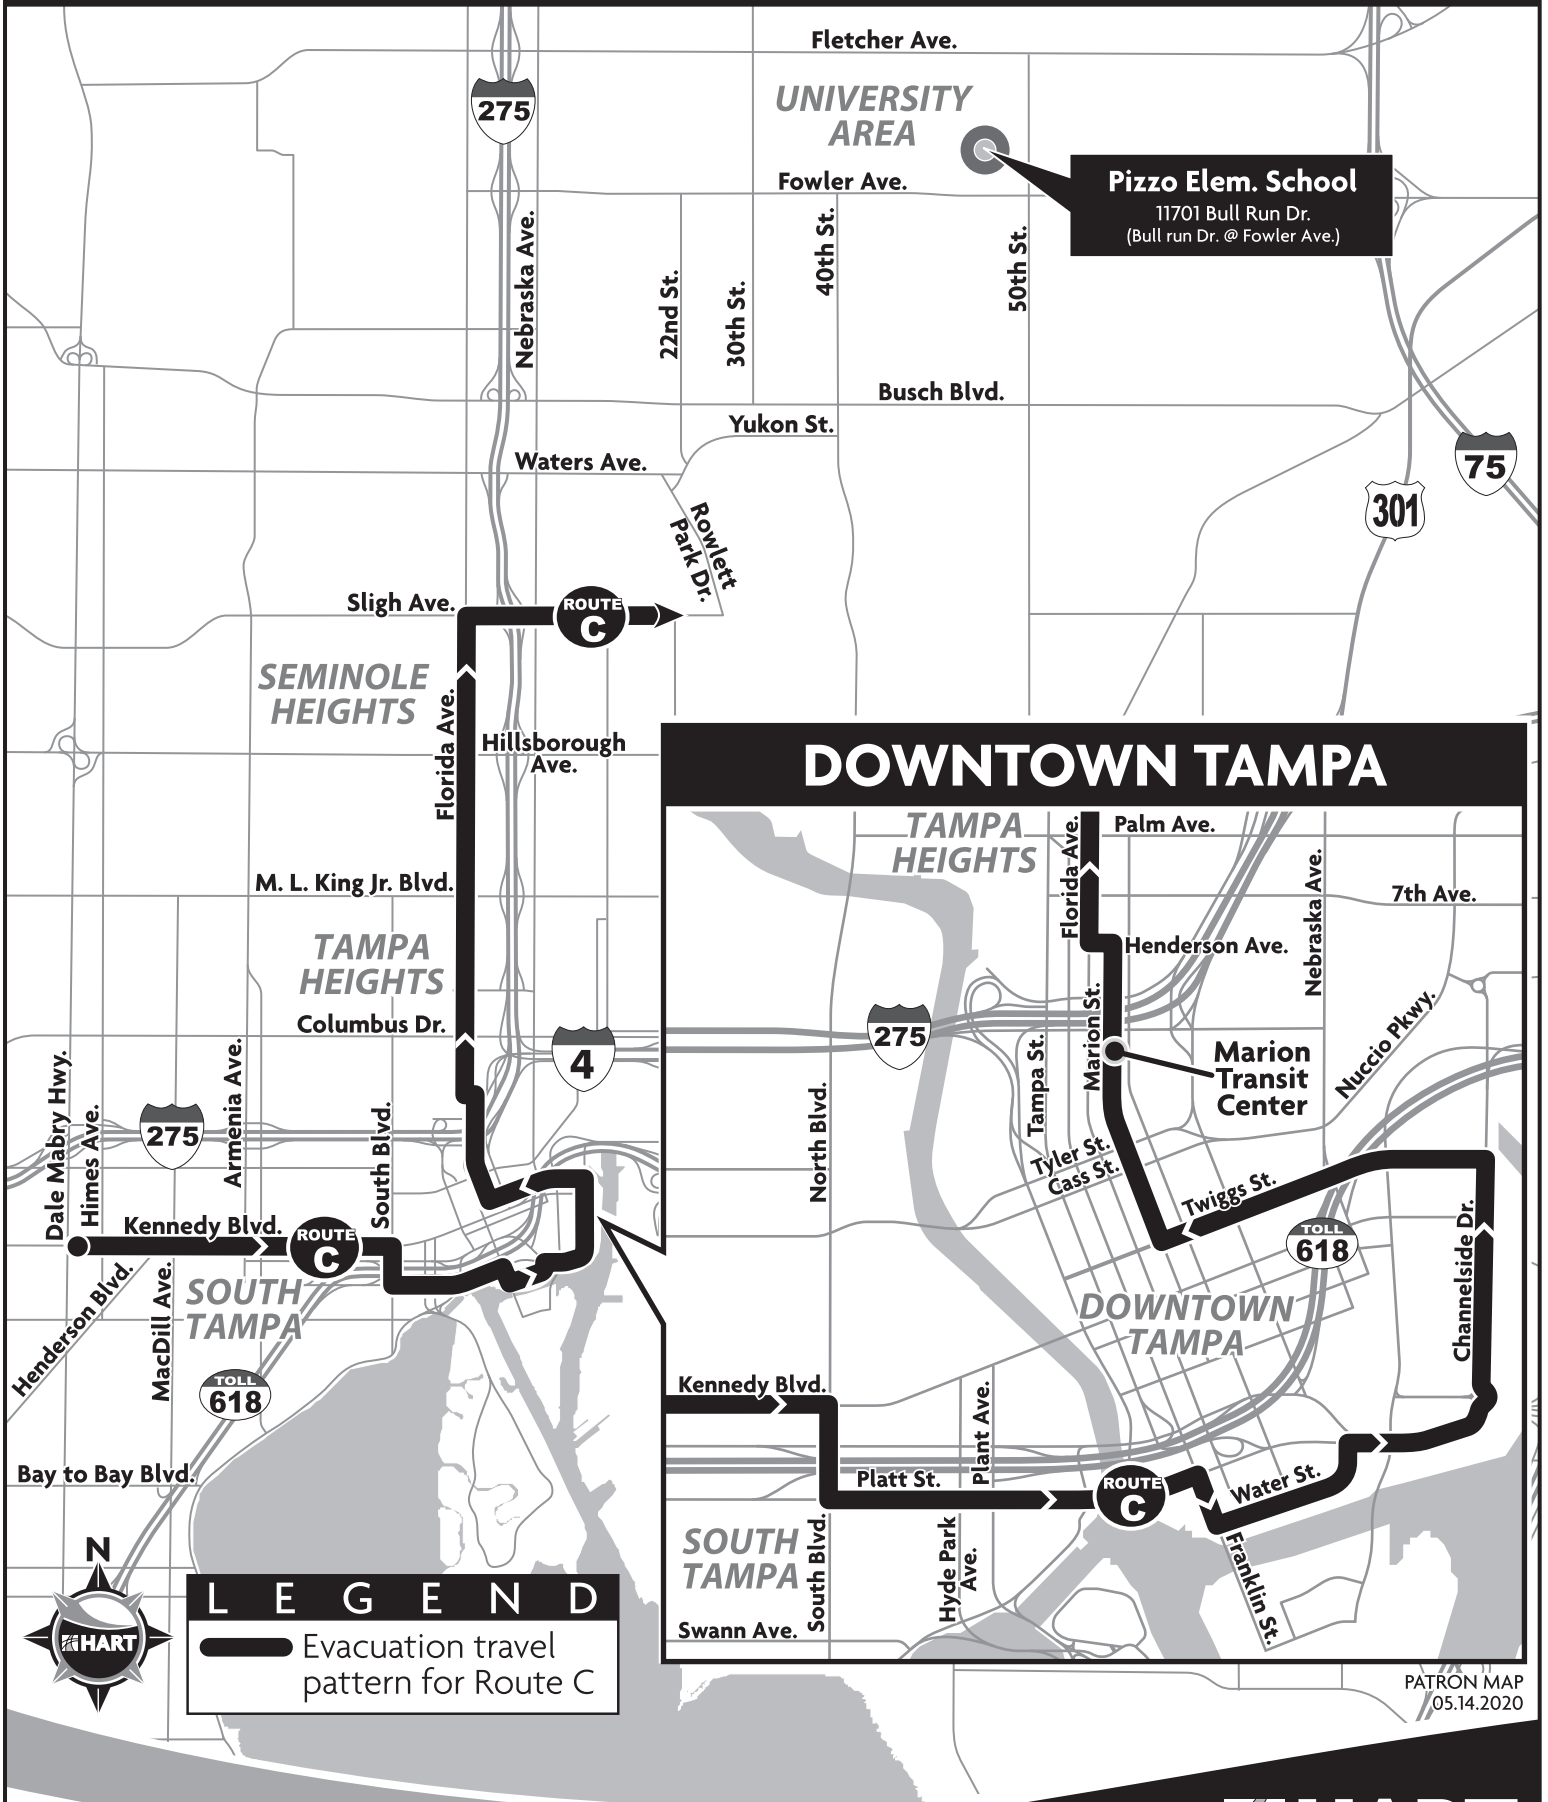 Fletcher Ave.
275
UNIVERSITY
AREA
Pizzo Elem. School
11701 Bull Run Dr.
(Bull run Dr. @ Fowler Ave.)
Fowler Ave.
Nebraska Ave.
22nd St.
30th St.
40th St.
50th St.
Busch Blvd.
Yukon St.
Waters Ave.
75
301
Rowlett
Park Dr.
Sligh Ave.
ROUTE
C
SEMINOLE
HEIGHTS
Florida Ave.
Hillsborough
Ave.
M. L. King Jr. Blvd.
TAMPA
HEIGHTS
Columbus Dr.
4
Dale Mabry Hwy.
Himes Ave.
275
Armenia Ave.
South Blvd.
Kennedy Blvd.
ROUTE
C
Henderson Blvd.
MacDill Ave.
SOUTH
TAMPA
TOLL
618
Bay to Bay Blvd.
N
HART
LEGEND
Evacuation travel
pattern for Route C
DOWNTOWN TAMPA
TAMPA
HEIGHTS
Florida Ave.
Palm Ave.
7th Ave.
Nebraska Ave.
Henderson Ave.
275
Marion St.
Tampa St.
Marion
Transit
Center
Nuccio Pkwy.
North Blvd.
Tyler St.
Cass St.
Twiggs St.
TOLL
618
Channelside Dr.
DOWNTOWN
TAMPA
Kennedy Blvd.
Plant Ave.
Platt St.
ROUTE
C
Water St.
SOUTH
TAMPA
South Blvd.
Hyde Park
Ave.
Franklin St.
Swann Ave.
PATRON MAP
05.14.2020